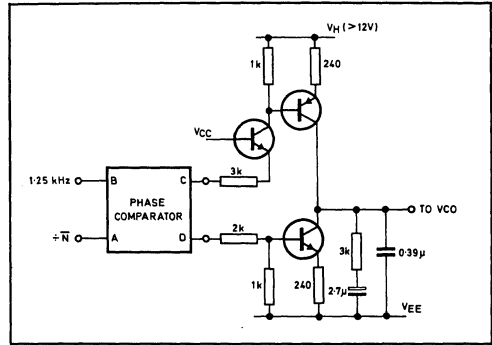 VH (>12V)
1k
240
VCC
3k
1·25 kHz
B
C
PHASE
COMPARATOR
÷N̅
A
D
2k
TO VCO
3k
0·39μ
1k
240
2·7μ
VEE